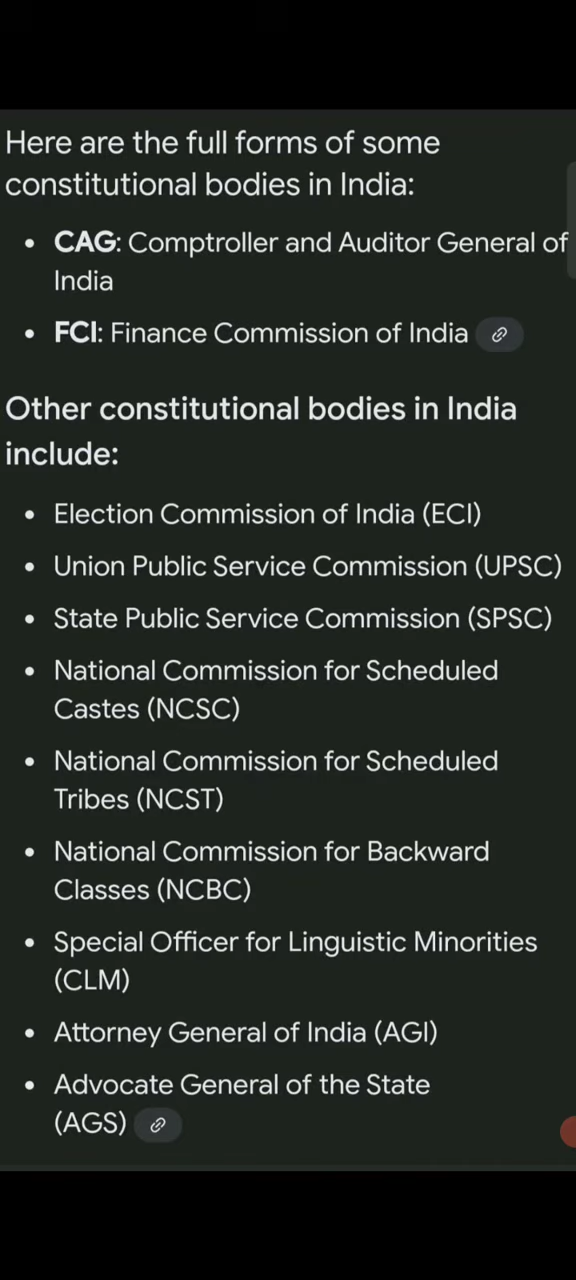 Here are the full forms of some
constitutional bodies in India:
• CAG: Comptroller and Auditor General of
India
• FCI: Finance Commission of India
Other constitutional bodies in India
include:
• Election Commission of India (ECI)
• Union Public Service Commission (UPSC)
• State Public Service Commission (SPSC)
• National Commission for Scheduled
Castes (NCSC)
• National Commission for Scheduled
Tribes (NCST)
• National Commission for Backward
Classes (NCBC)
• Special Officer for Linguistic Minorities
(CLM)
• Attorney General of India (AGI)
• Advocate General of the State
(AGS)